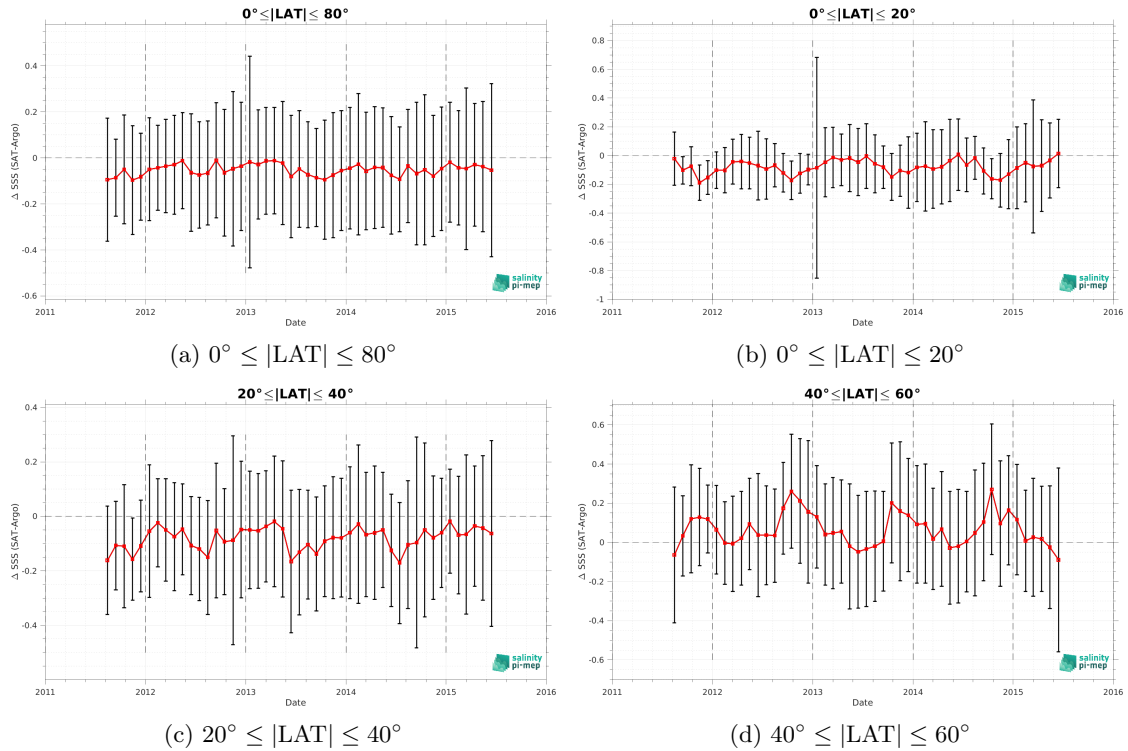 0°≤|LAT|≤ 80°
Δ SSS (SAT-Argo)
0.4
0.2
0
-0.2
-0.4
-0.6
2011 2012 2013 2014 2015 2016
Date
salinity
pi-mep
(a) 0° ≤ |LAT| ≤ 80°
0°≤|LAT|≤ 20°
Δ SSS (SAT-Argo)
0.8
0.6
0.4
0.2
0
-0.2
-0.4
-0.6
-0.8
-1
2011 2012 2013 2014 2015 2016
Date
salinity
pi-mep
(b) 0° ≤ |LAT| ≤ 20°
20°≤|LAT|≤ 40°
Δ SSS (SAT-Argo)
0.4
0.2
0
-0.2
-0.4
2011 2012 2013 2014 2015 2016
Date
salinity
pi-mep
(c) 20° ≤ |LAT| ≤ 40°
40°≤|LAT|≤ 60°
Δ SSS (SAT-Argo)
0.6
0.4
0.2
0
-0.2
-0.4
-0.6
2011 2012 2013 2014 2015 2016
Date
salinity
pi-mep
(d) 40° ≤ |LAT| ≤ 60°